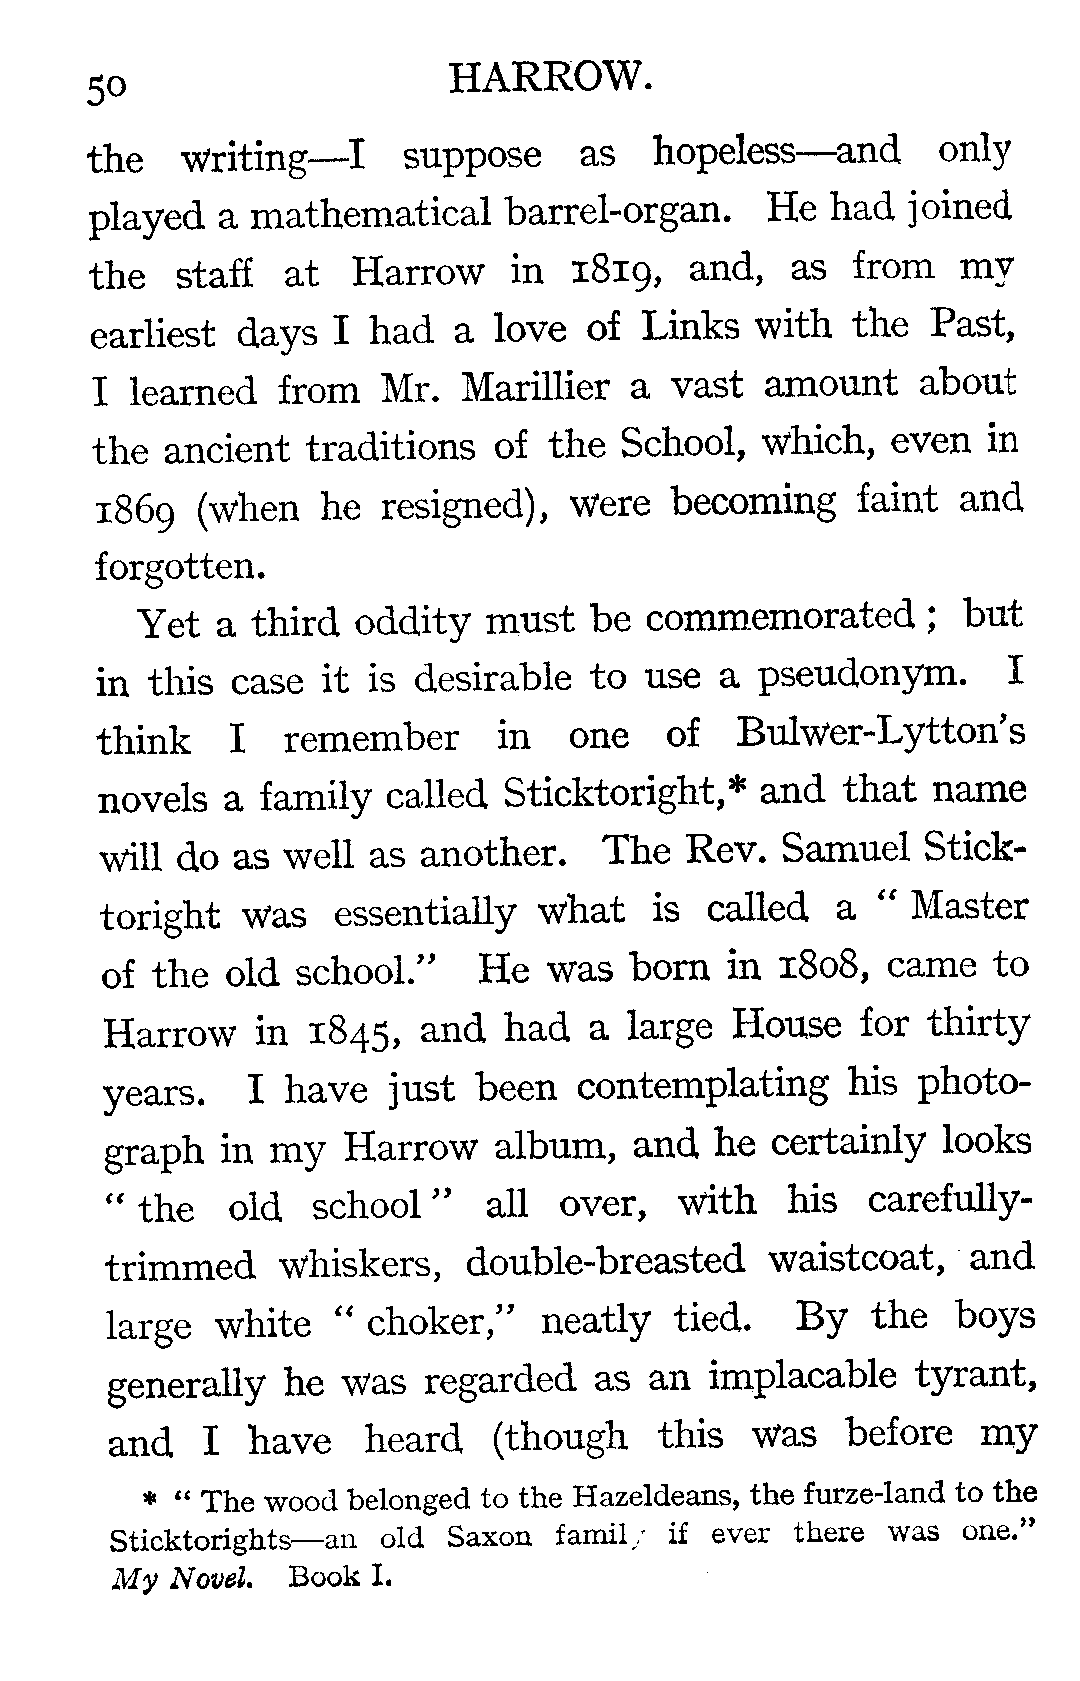 50 HARROW.
the writing—I suppose as hopeless—and only
played a mathematical barrel-organ. He had joined
the staff at Harrow in 1819, and, as from my
earliest days I had a love of Links with the Past,
I learned from Mr. Marillier a vast amount about
the ancient traditions of the School, which, even in
1869 (when he resigned), were becoming faint and
forgotten.
Yet a third oddity must be commemorated; but
in this case it is desirable to use a pseudonym. I
think I remember in one of Bulwer-Lytton's
novels a family called Sticktoright,* and that name
will do as well as another. The Rev. Samuel Stick-
toright was essentially what is called a "Master
of the old school." He was born in 1808, came to
Harrow in 1845, and had a large House for thirty
years. I have just been contemplating his photo-
graph in my Harrow album, and he certainly looks
"the old school" all over, with his carefully-
trimmed whiskers, double-breasted waistcoat, and
large white "choker," neatly tied. By the boys
generally he was regarded as an implacable tyrant,
and I have heard (though this was before my
* "The wood belonged to the Hazeldeans, the furze-land to the
Sticktorights—an old Saxon family if ever there was one."
My Novel. Book I.